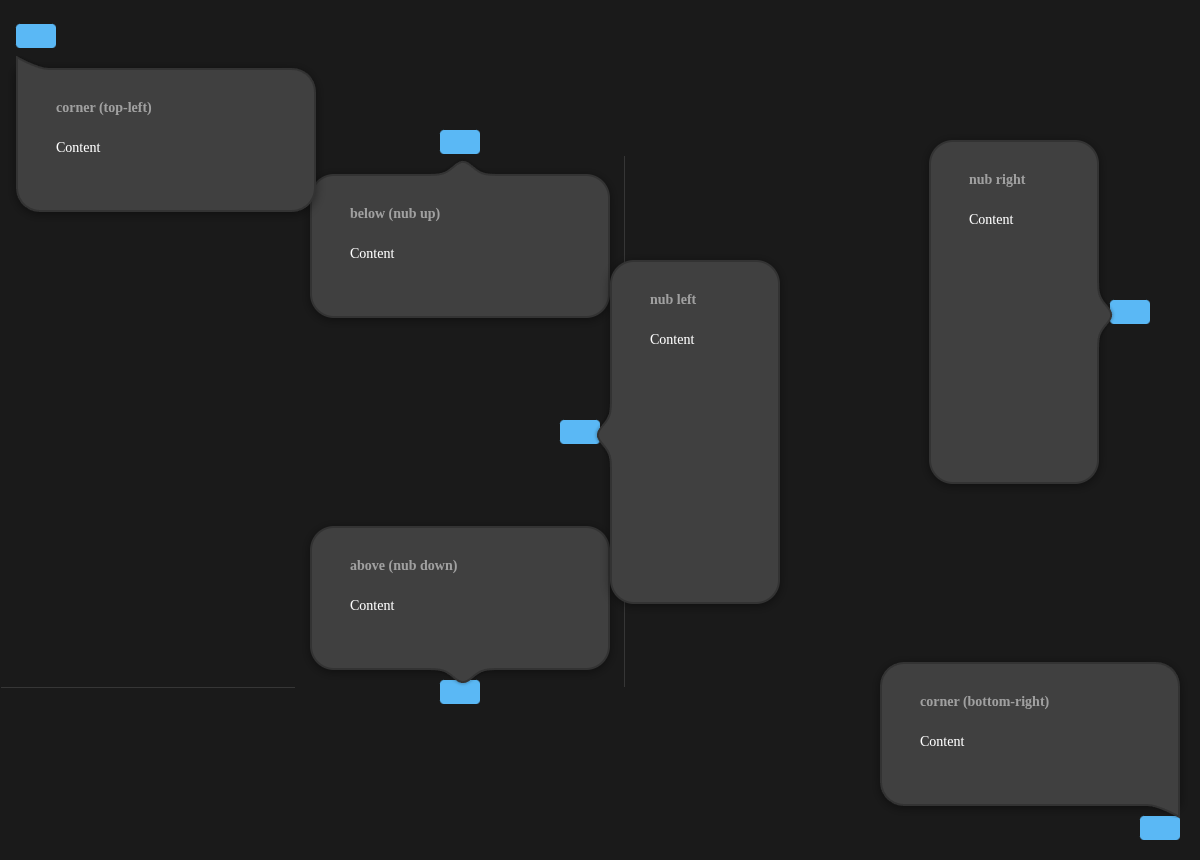 corner (top-left)
Content
below (nub up)
Content
nub left
Content
nub right
Content
above (nub down)
Content
corner (bottom-right)
Content